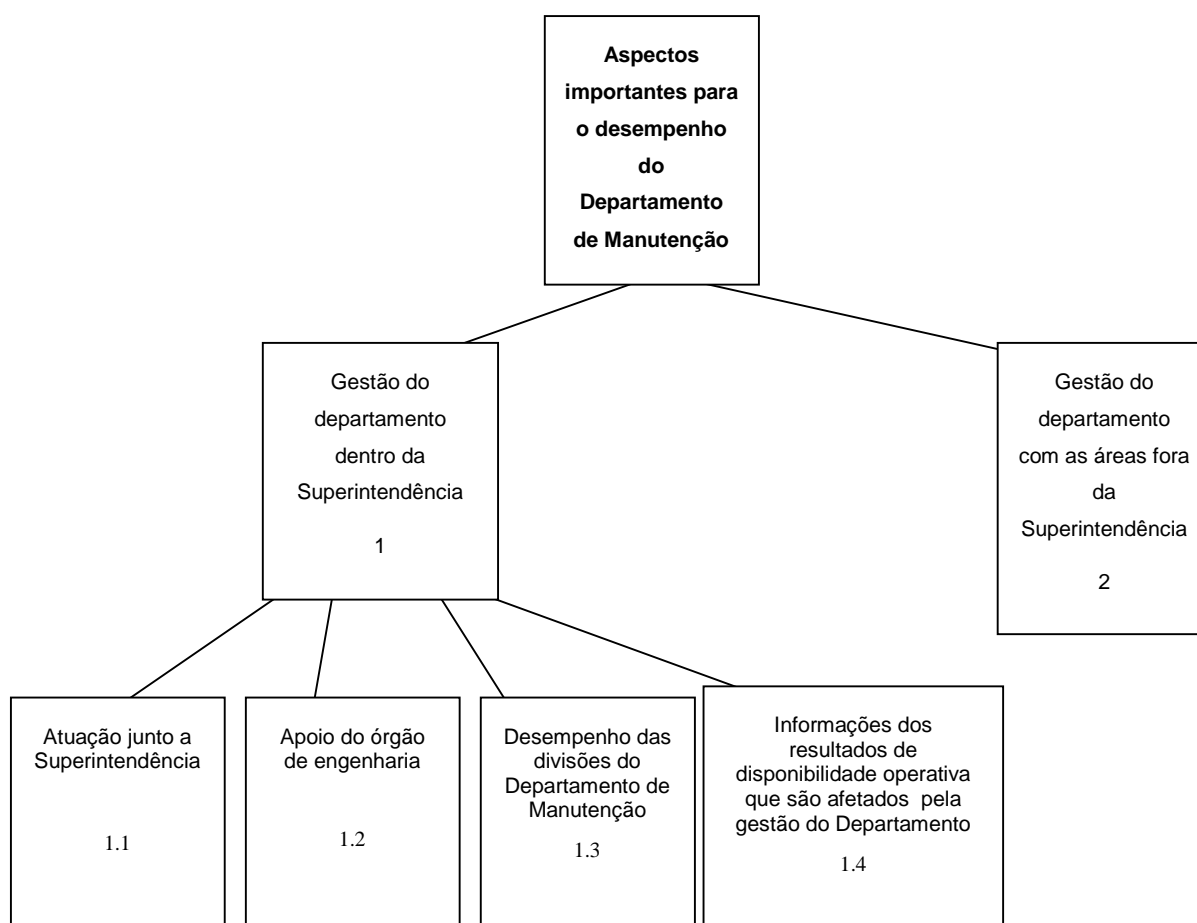 Aspectos
importantes para
o desempenho
do
Departamento
de Manutenção
Gestão do
departamento
dentro da
Superintendência
1
Gestão do
departamento
com as áreas fora
da
Superintendência
2
Atuação junto a
Superintendência
1.1
Apoio do órgão
de engenharia
1.2
Desempenho das
divisões do
Departamento de
Manutenção
1.3
Informações dos
resultados de
disponibilidade operativa
que são afetados pela
gestão do Departamento
1.4